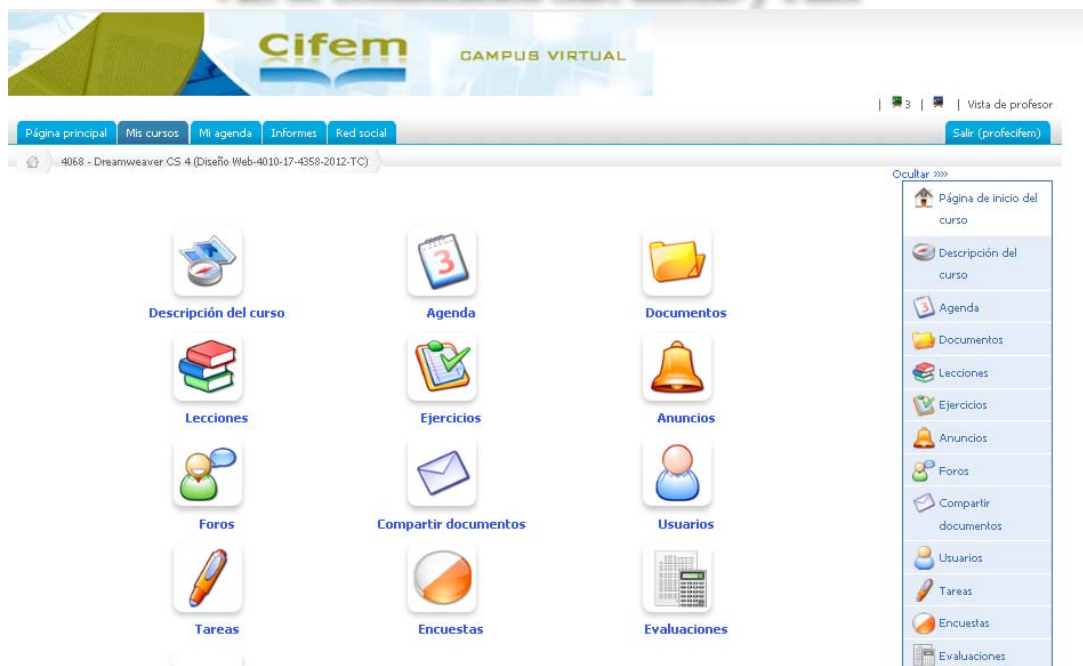 Cifem
CAMPUS VIRTUAL
| 3 | | Vista de profesor
Página principal Mis cursos Mi agenda Informes Red social Salir (profecifem)
4068 - Dreamweaver CS 4 (Diseño Web-4010-17-4358-2012-TC)
Ocultar »»
Descripción del curso Agenda Documentos
Lecciones Ejercicios Anuncios
Foros Compartir documentos Usuarios
Tareas Encuestas Evaluaciones
Página de inicio del
curso
Descripción del
curso
Agenda
Documentos
Lecciones
Ejercicios
Anuncios
Foros
Compartir
documentos
Usuarios
Tareas
Encuestas
Evaluaciones